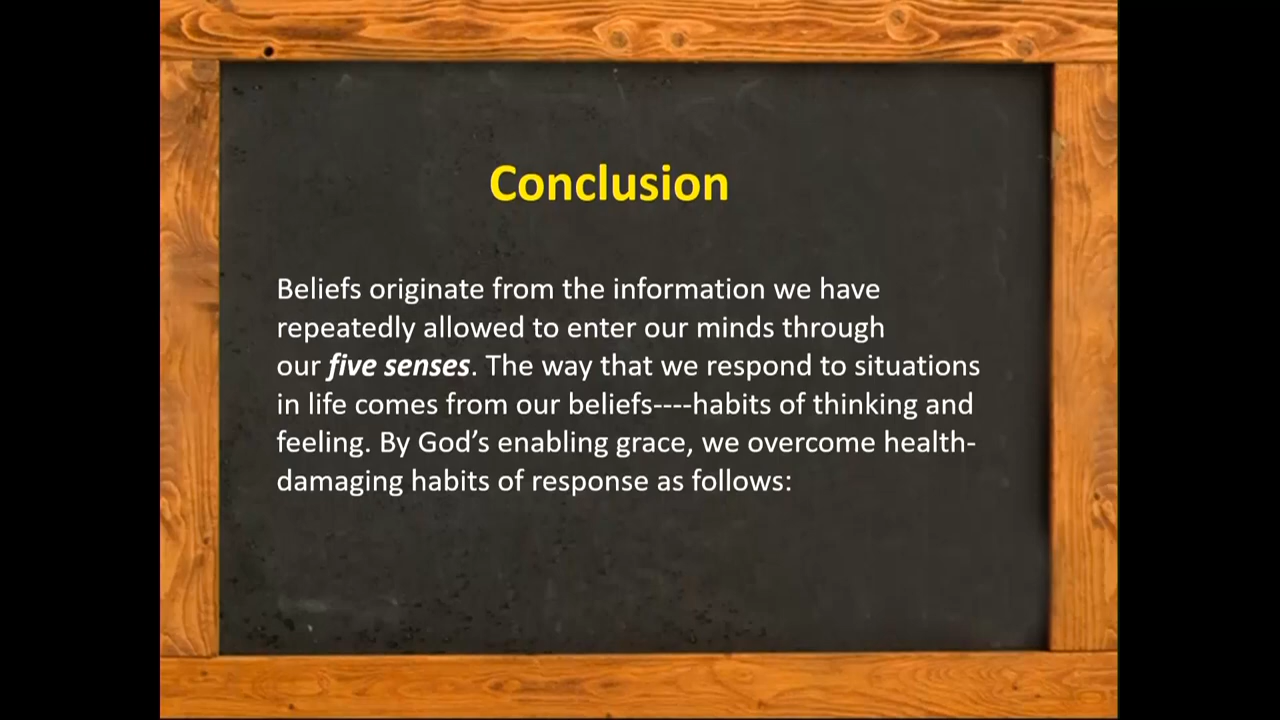 Conclusion
Beliefs originate from the information we have
repeatedly allowed to enter our minds through
our five senses. The way that we respond to situations
in life comes from our beliefs----habits of thinking and
feeling. By God’s enabling grace, we overcome health-
damaging habits of response as follows: